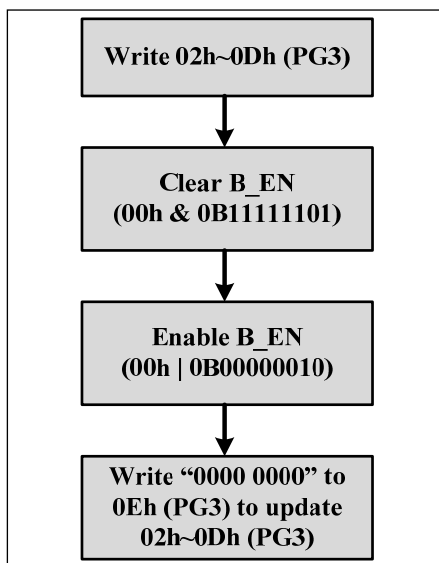 Write 02h~0Dh (PG3)
Clear B_EN
(00h & 0B11111101)
Enable B_EN
(00h | 0B00000010)
Write “0000 0000” to
0Eh (PG3) to update
02h~0Dh (PG3)